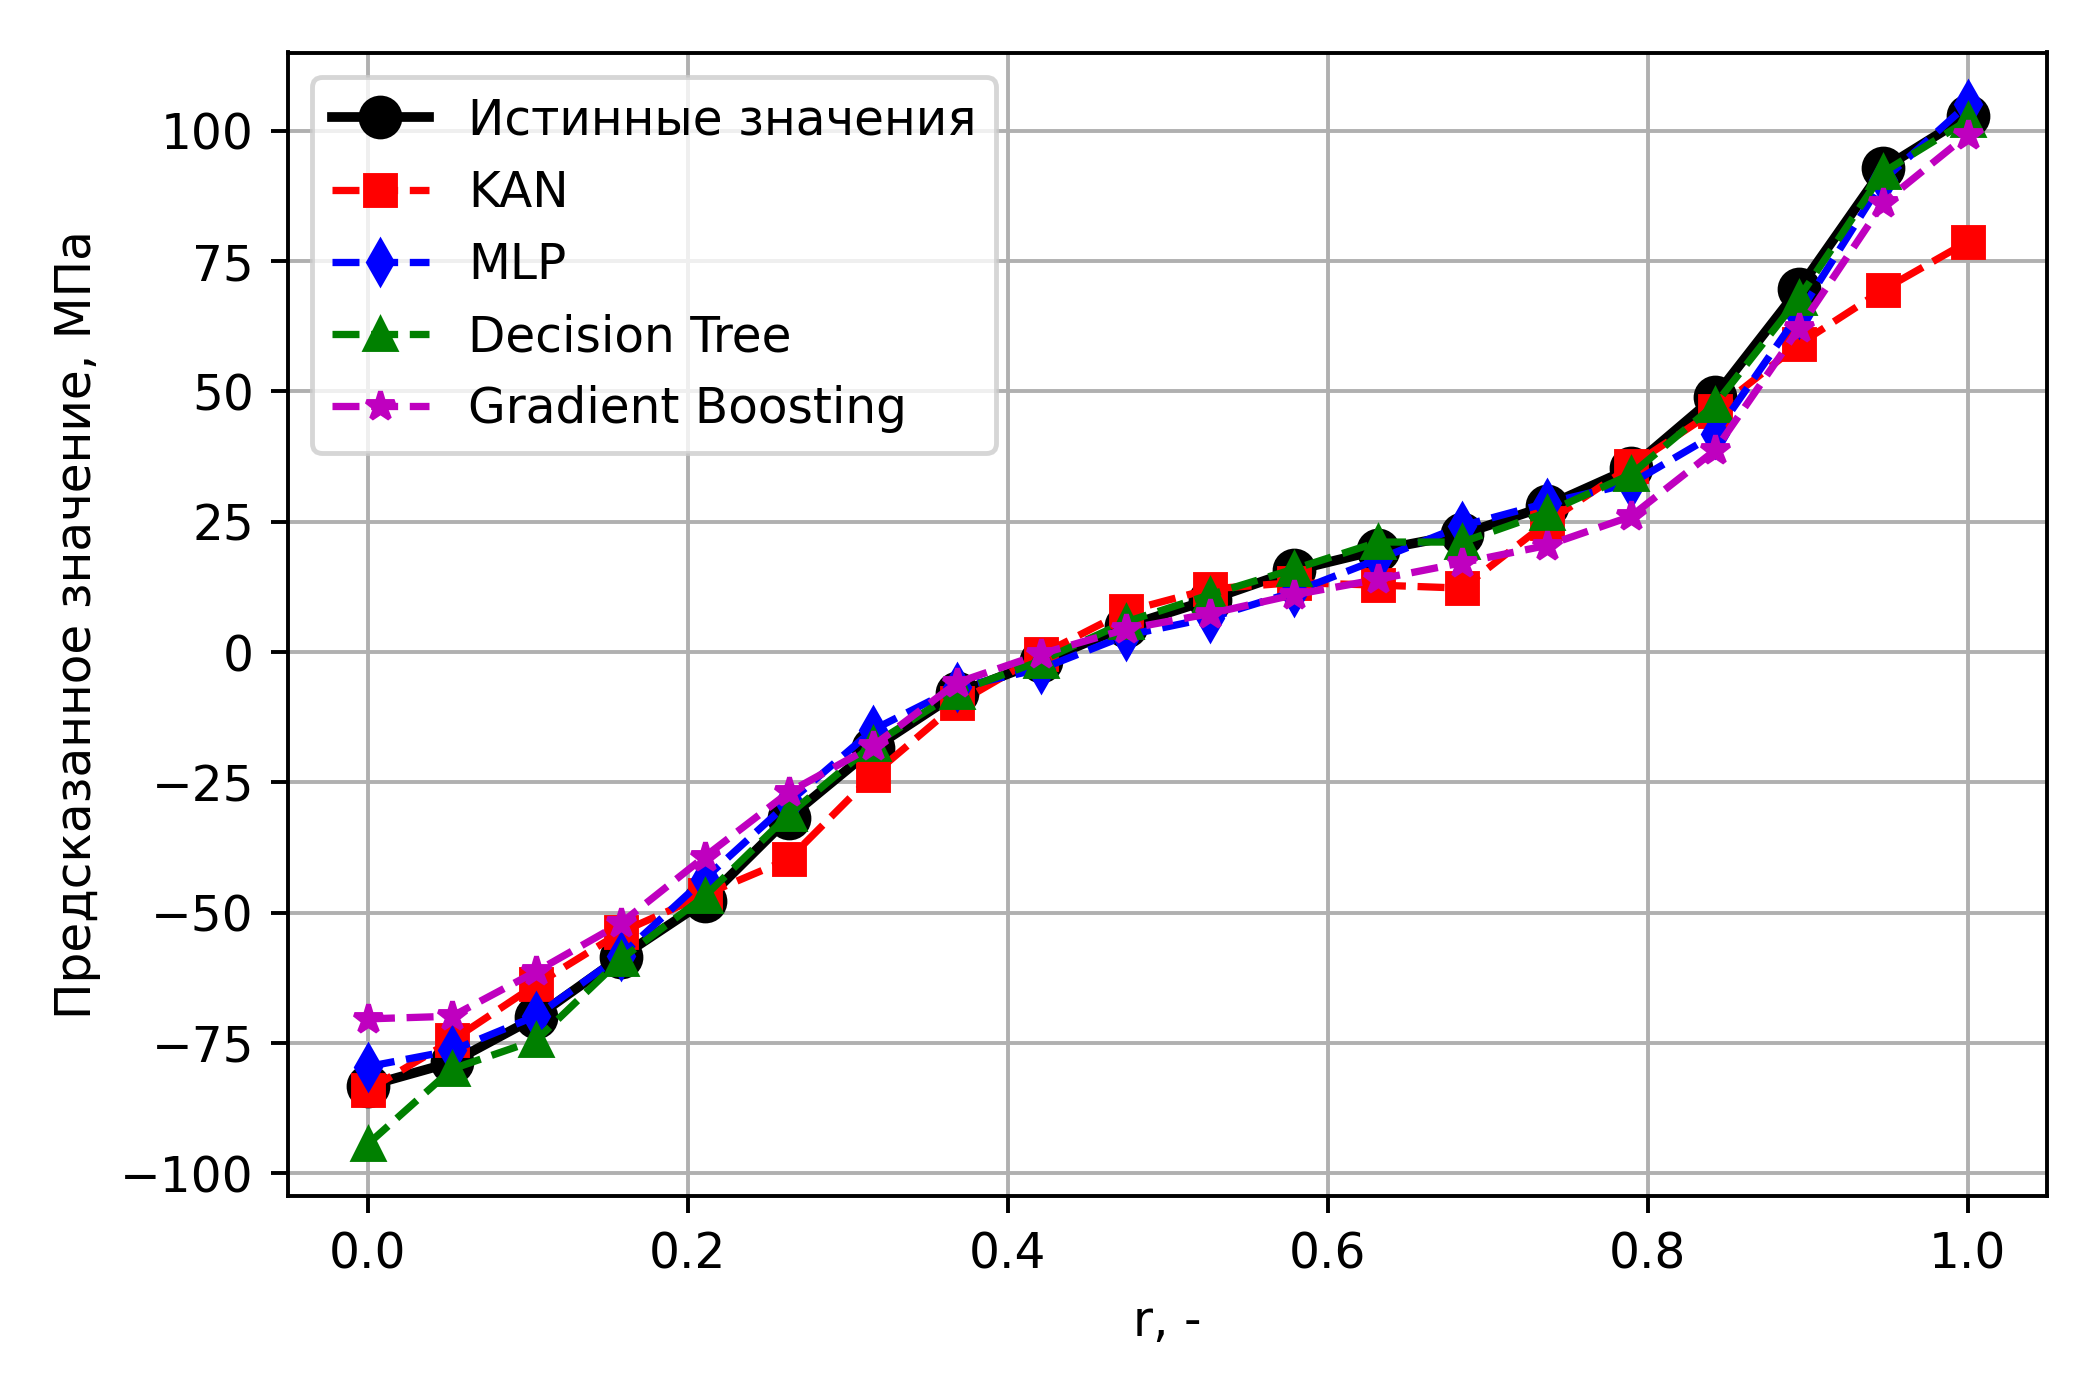 Предсказанное значение, МПа
100
75
50
25
0
−25
−50
−75
−100
Истинные значения
KAN
MLP
Decision Tree
Gradient Boosting
0.0 0.2 0.4 0.6 0.8 1.0
r, -